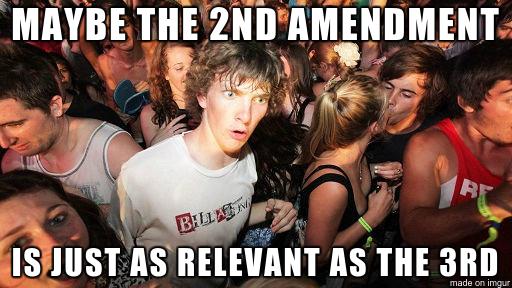 MAYBE THE 2ND AMENDMENT
IS JUST AS RELEVANT AS THE 3RD
made on imgur